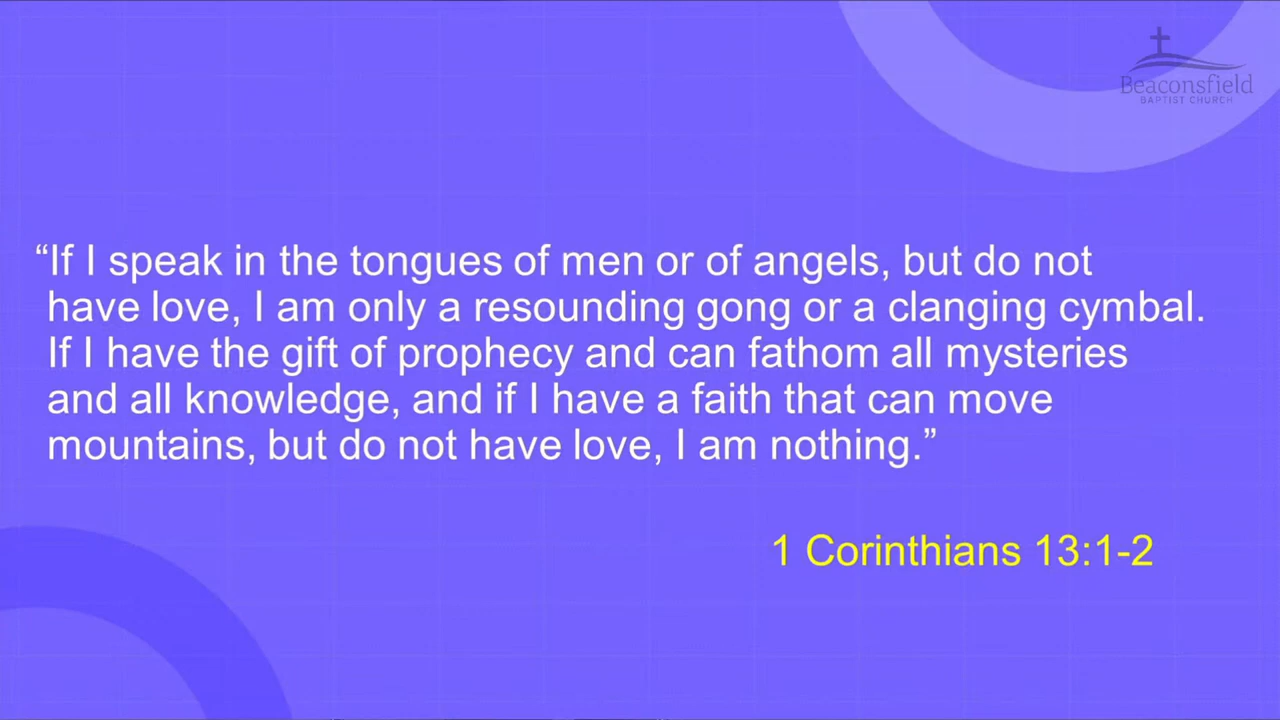 Beaconsfield
BAPTIST CHURCH
“If I speak in the tongues of men or of angels, but do not
have love, I am only a resounding gong or a clanging cymbal.
If I have the gift of prophecy and can fathom all mysteries
and all knowledge, and if I have a faith that can move
mountains, but do not have love, I am nothing.”
1 Corinthians 13:1-2